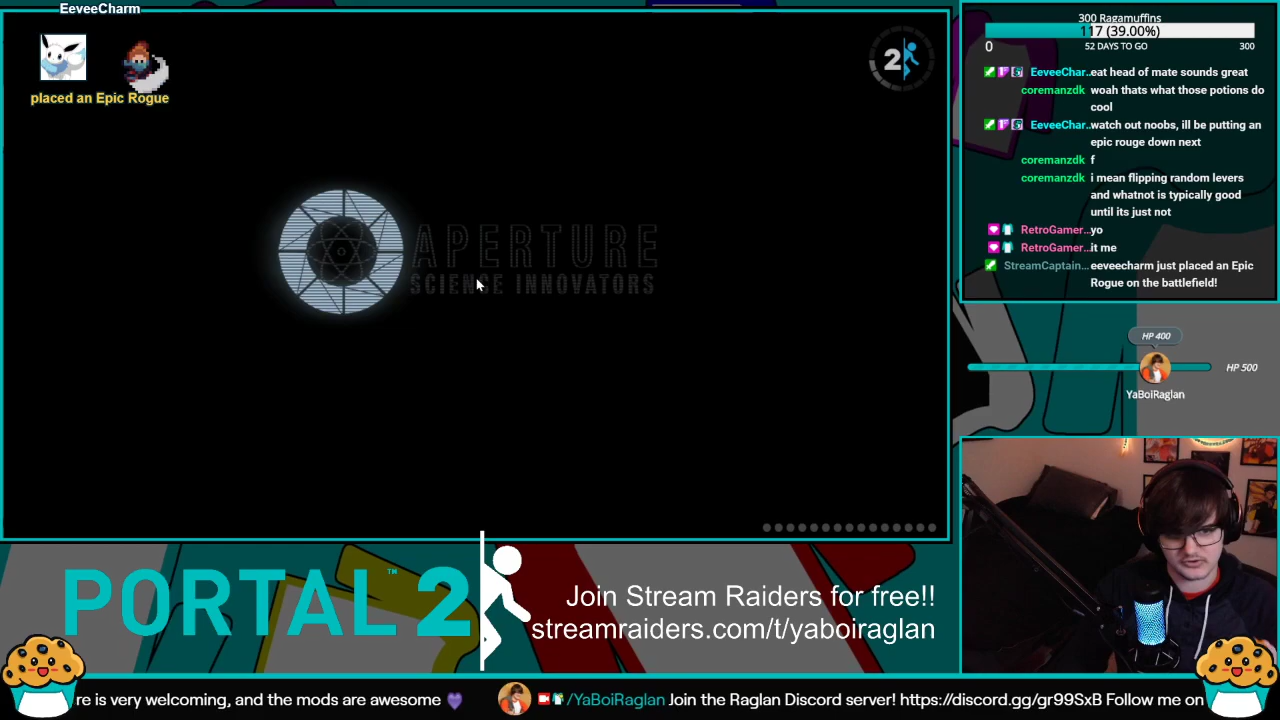 EeveeCharm
placed an Epic Rogue
2
APERTURE
SCIENCE INNOVATORS
300 Ragamuffins
117 (39.00%)
0
52 DAYS TO GO
300
EeveeChar..eat head of mate sounds great
coremanzdk woah thats what those potions do
cool
EeveeChar..watch out noobs, ill be putting an
epic rouge down next
coremanzdk f
coremanzdk i mean flipping random levers
and whatnot is typically good
until its just not
RetroGamer...yo
RetroGamer...it me
StreamCaptain...eeveecharm just placed an Epic
Rogue on the battlefield!
HP 400
HP 500
YaBoiRaglan
PORTAL™ 2
Join Stream Raiders for free!!
streamraiders.com/t/yaboiraglan
re is very welcoming, and the mods are awesome 💜 /YaBoiRaglan Join the Raglan Discord server! https://discord.gg/gr99SxB Follow me on